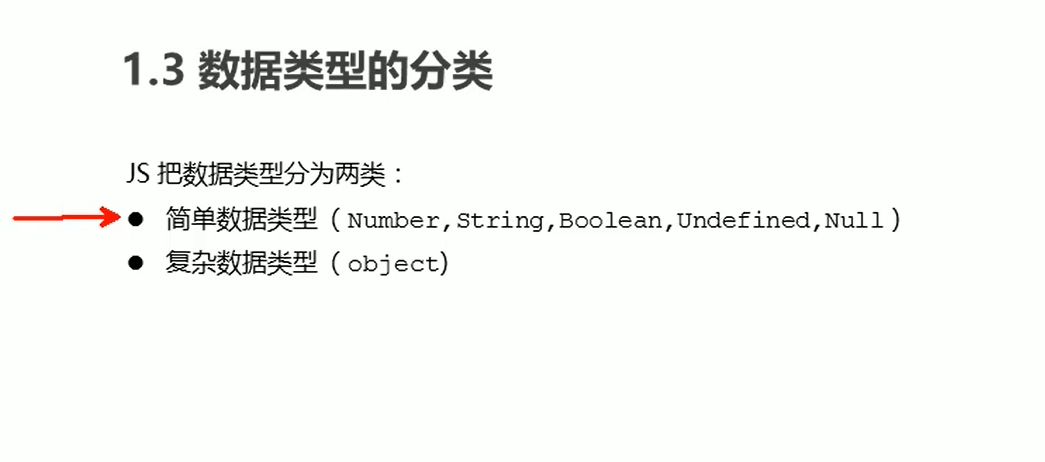 1.3 数据类型的分类
JS 把数据类型分为两类：
● 简单数据类型（Number,String,Boolean,Undefined,Null）
● 复杂数据类型（object)